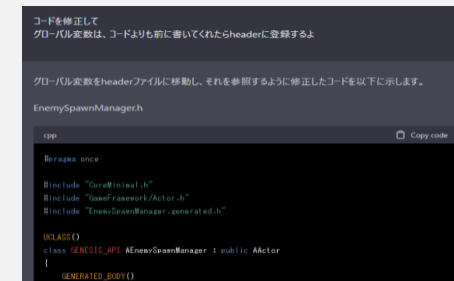 コードを修正して
グローバル変数は、コードよりも前に書いてくれたらheaderに登録するよ
グローバル変数をheaderファイルに移動し、それを参照するように修正したコードを以下に示します。
EnemySpawnManager.h
cpp
Copy code
#pragma once
#include "CoreMinimal.h"
#include "GameFramework/Actor.h"
#include "EnemySpawnManager.generated.h"
UCLASS()
class GENESIS_API AEnemySpawnManager : public AActor
{
GENERATED_BODY()